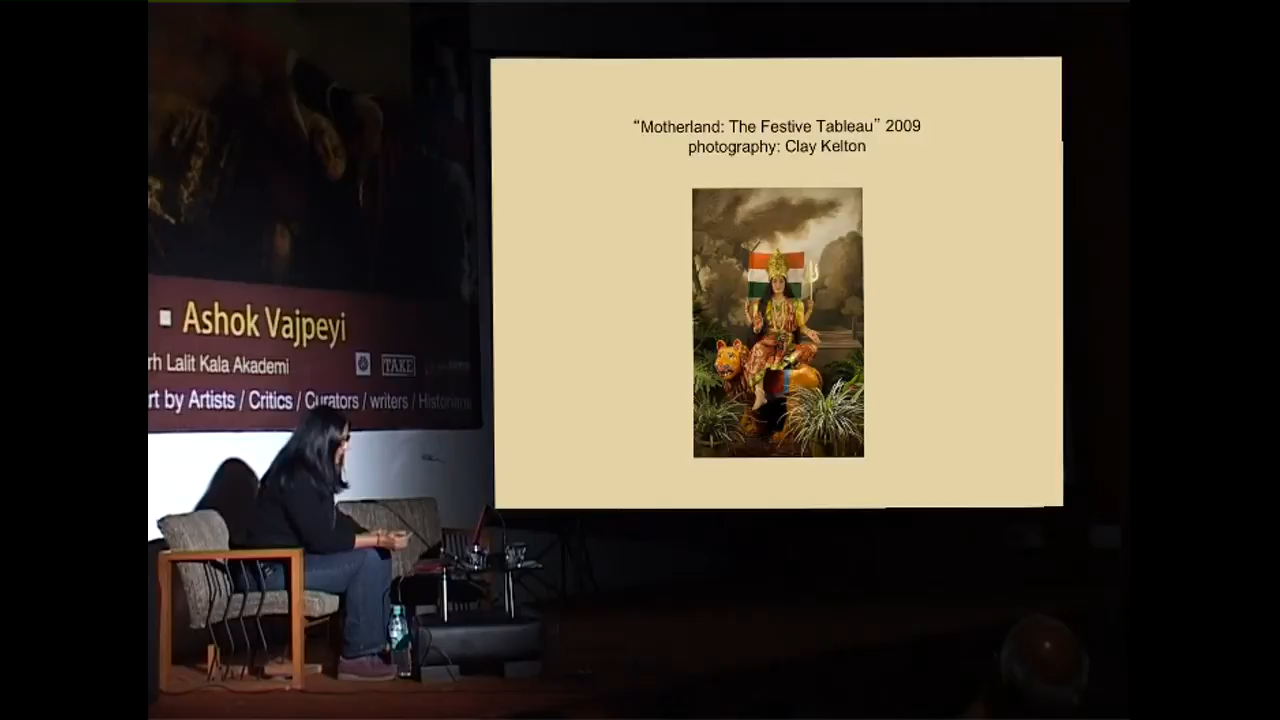 “Motherland: The Festive Tableau” 2009
photography: Clay Kelton
Ashok Vajpeyi
rh Lalit Kala Akademi
TAKE
rt by Artists / Critics / Curators / writers / Historians